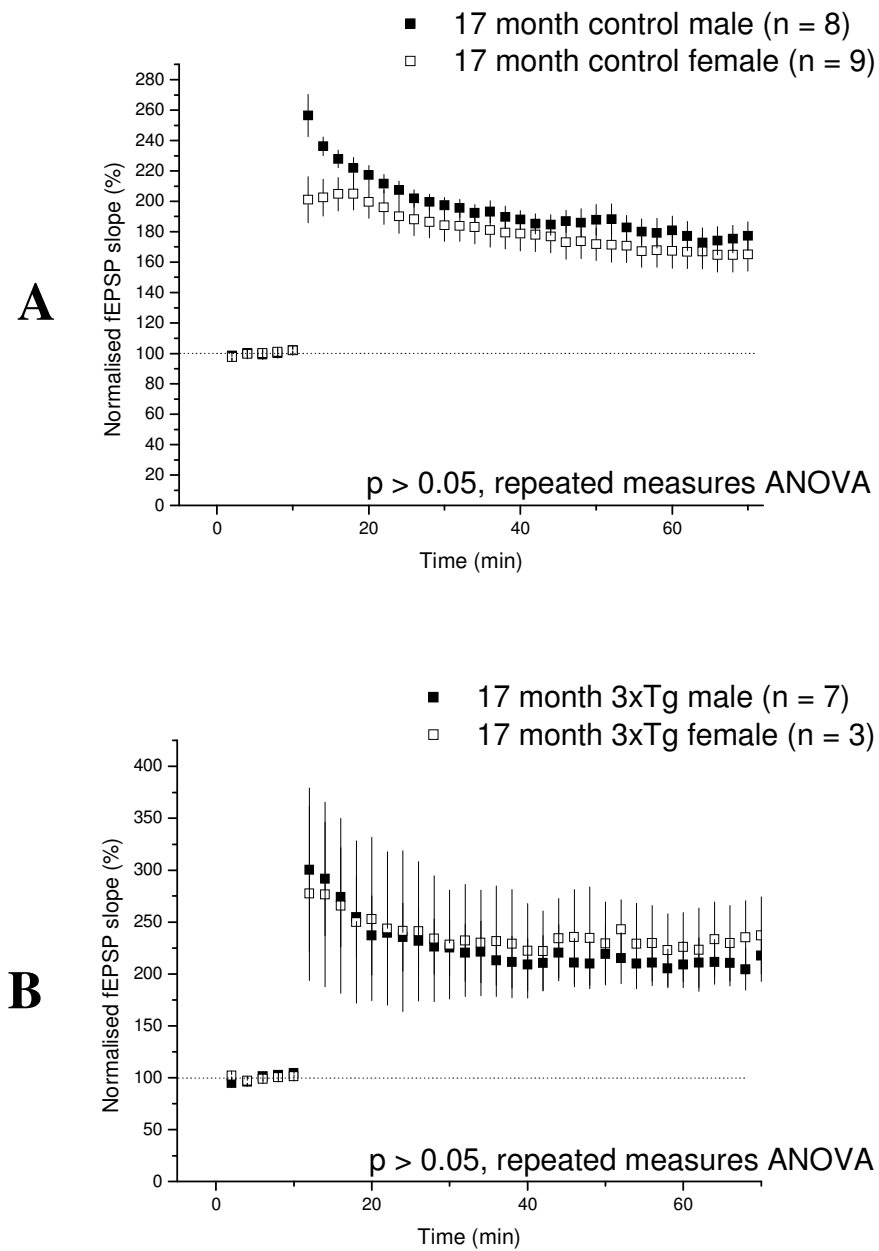 17 month control male (n = 8)
17 month control female (n = 9)
A
Normalised fEPSP slope (%)
280
260
240
220
200
180
160
140
120
100
80
60
40
20
0
p > 0.05, repeated measures ANOVA
0 20 40 60
Time (min)
17 month 3xTg male (n = 7)
17 month 3xTg female (n = 3)
B
Normalised fEPSP slope (%)
400
350
300
250
200
150
100
50
0
p > 0.05, repeated measures ANOVA
0 20 40 60
Time (min)